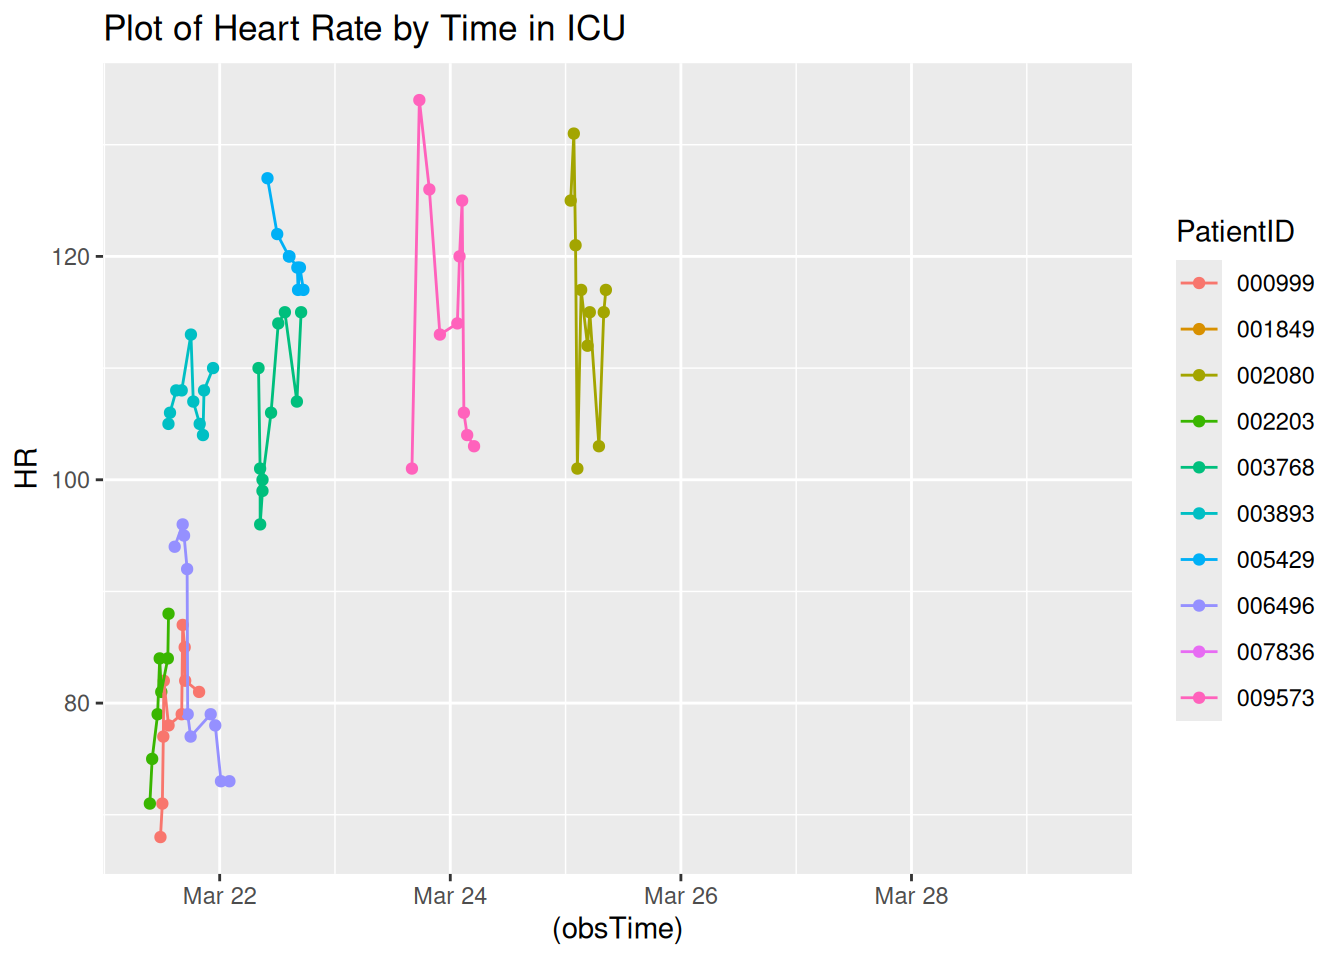 Plot of Heart Rate by Time in ICU
HR
120
100
80
Mar 22 Mar 24 Mar 26 Mar 28
(obsTime)
PatientID
000999
001849
002080
002203
003768
003893
005429
006496
007836
009573